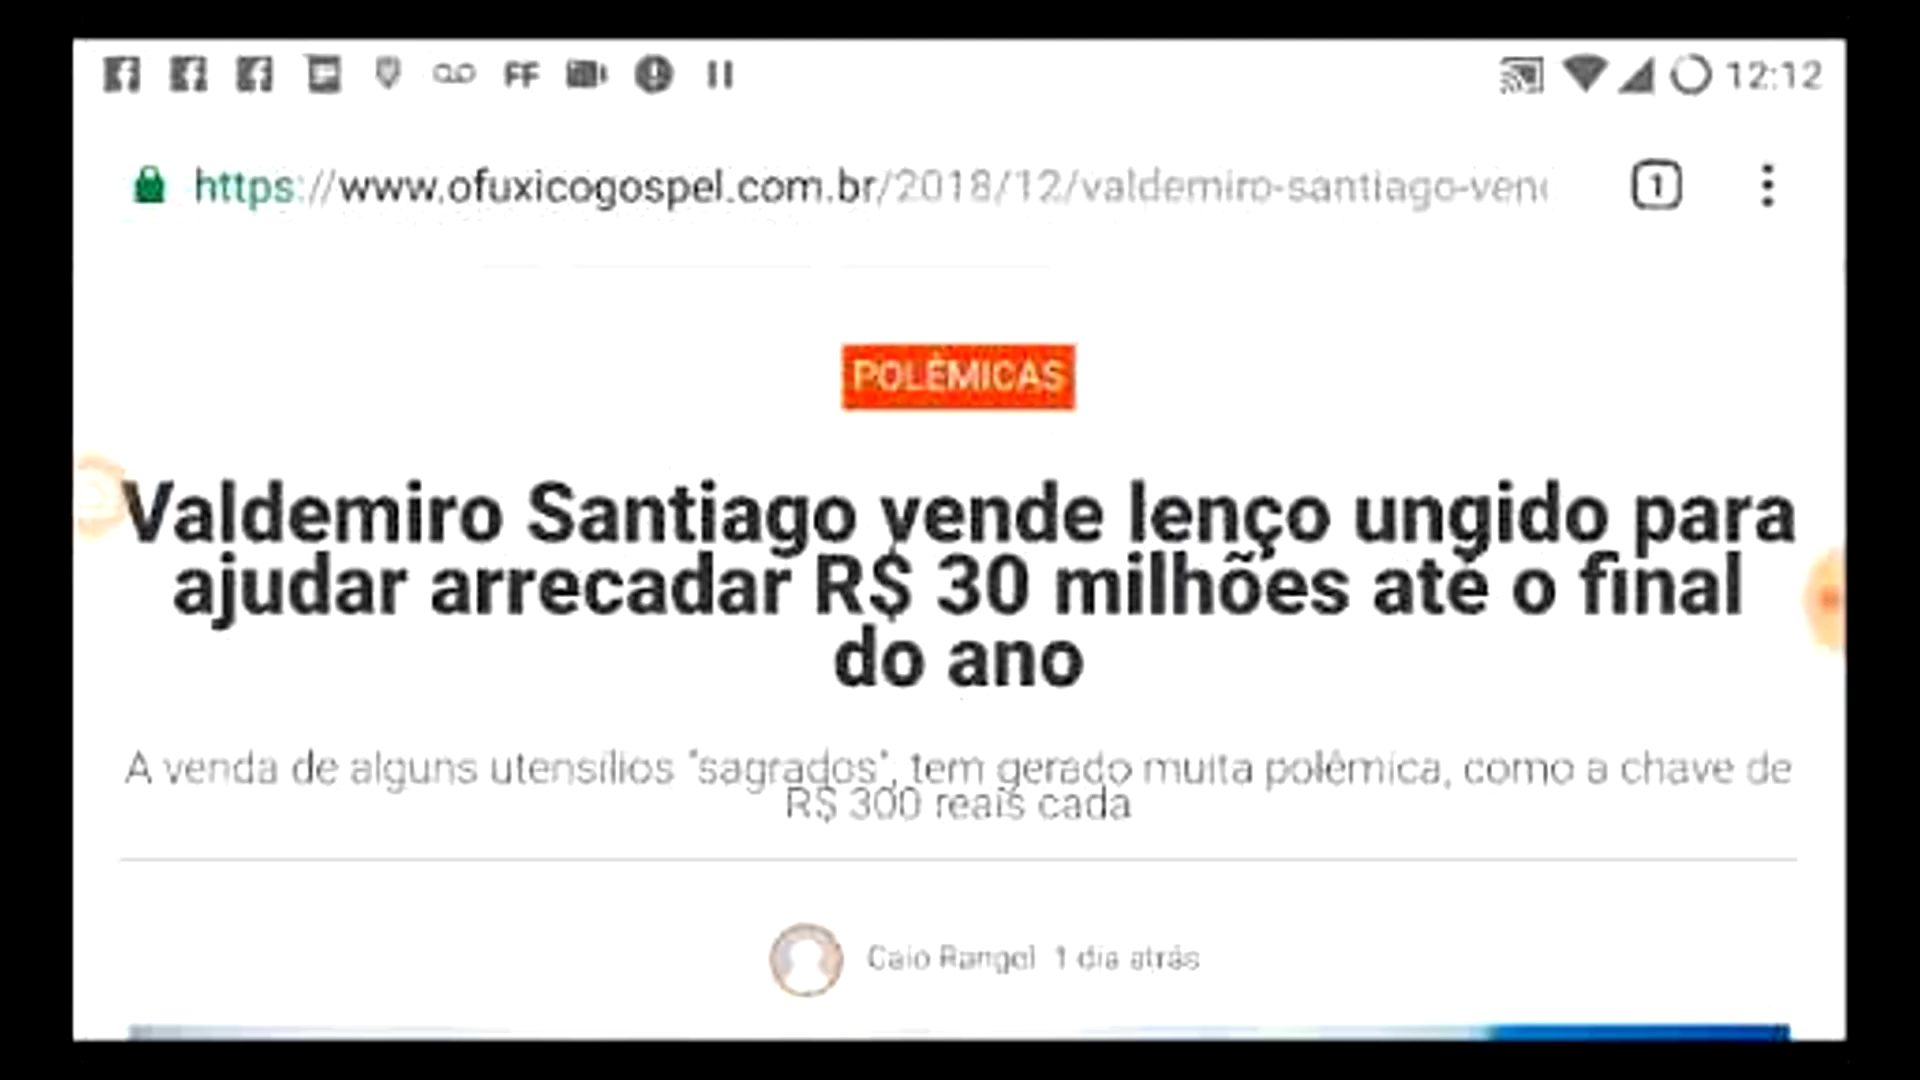 FF 12:12
https://www.ofuxicogospel.com.br/2018/12/valdemiro-santiago-ven
1
POLÊMICAS
Valdemiro Santiago vende lenço ungido para
ajudar arrecadar R$ 30 milhões até o final
do ano
A venda de alguns utensílios "sagrados", tem gerado muita polêmica, como a chave de
R$ 300 reais cada
Caio Rangel 1 dia atrás